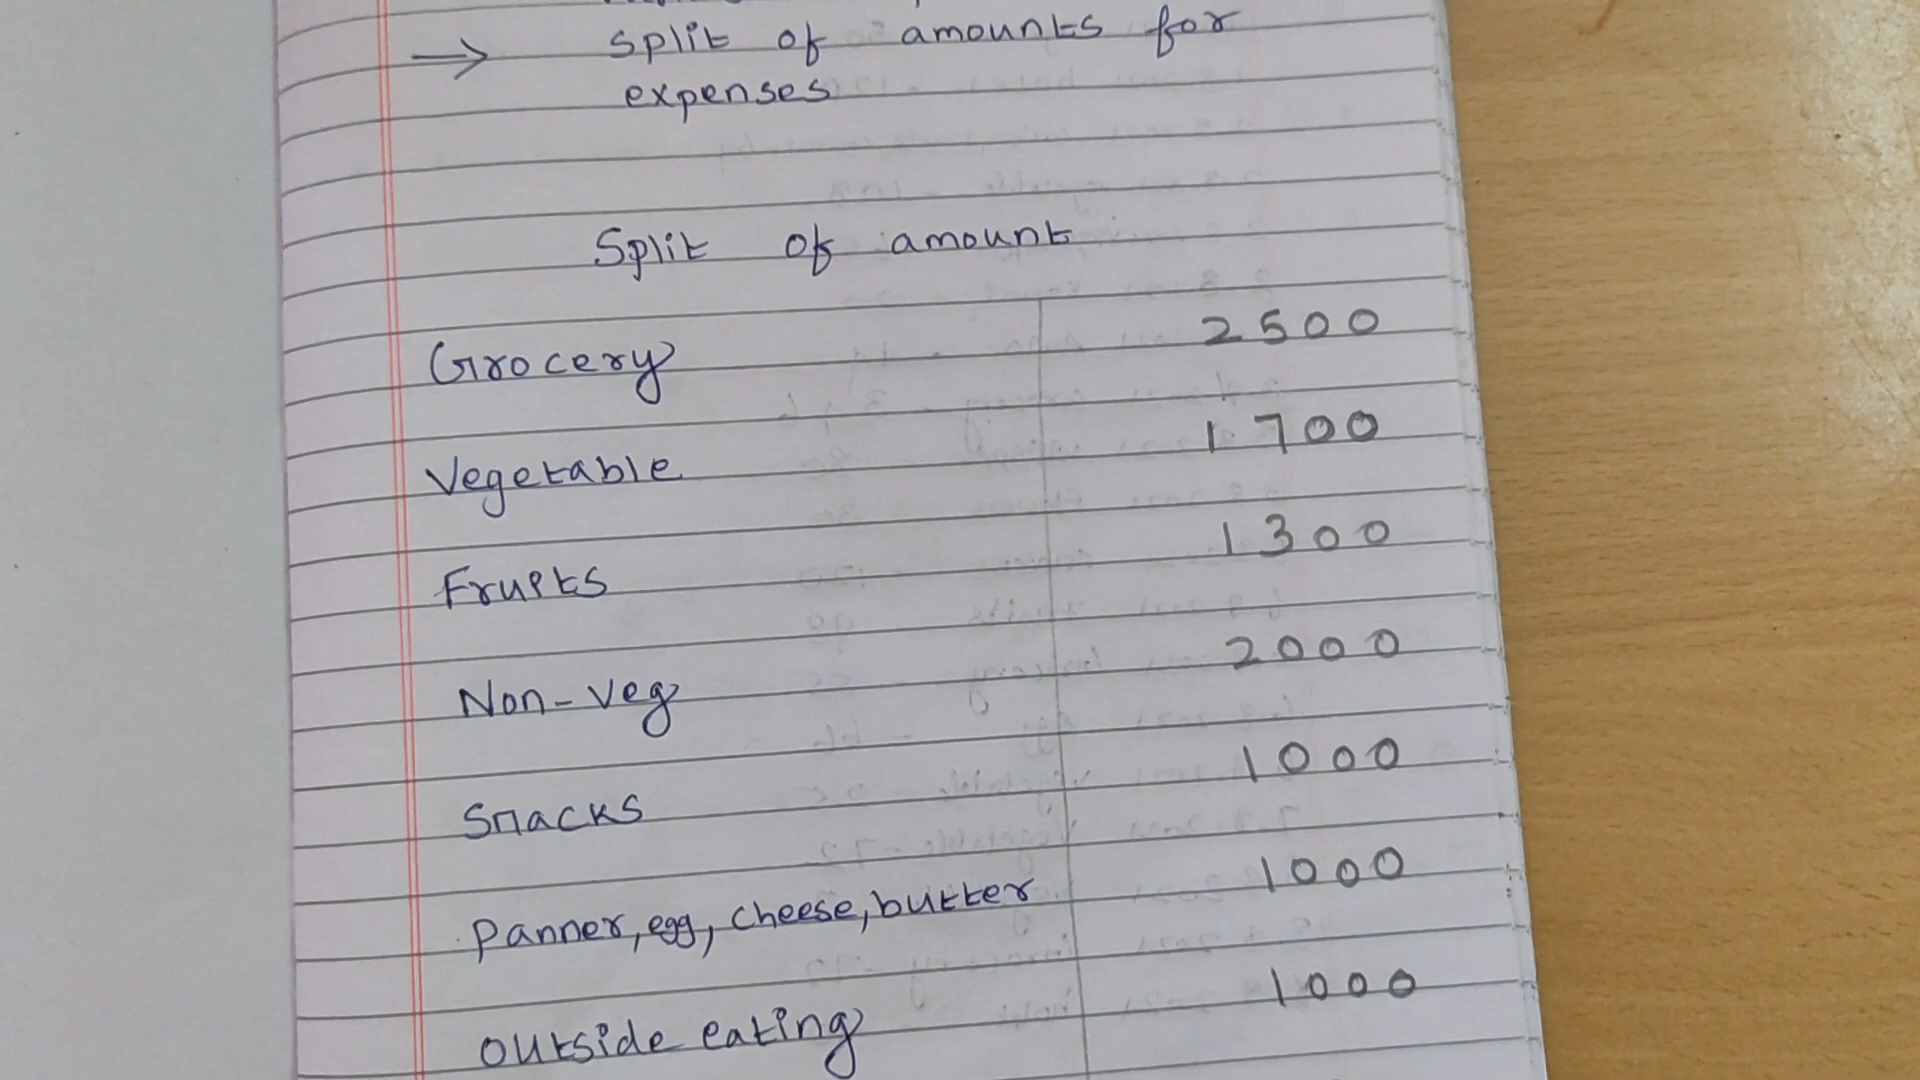 → split of amounts for
expenses
Split of amount
Grocery 2500
Vegetable 1700
Fruits 1300
Non-veg 2000
Snacks 1000
Panner, egg, cheese, butter 1000
Outside eating 1000